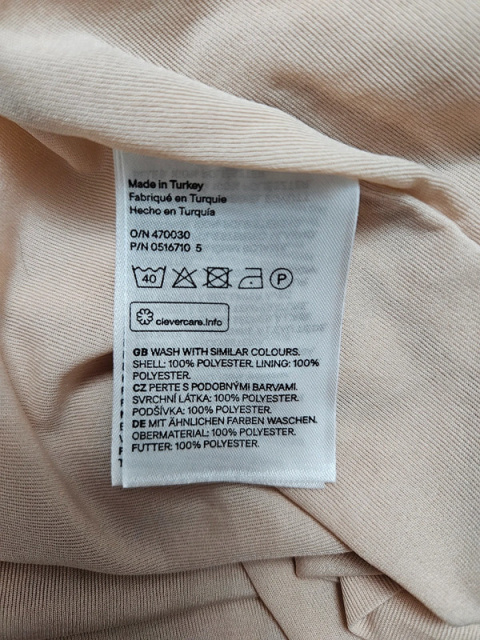 Made in Turkey
Fabriqué en Turquie
Hecho en Turquía
O/N 470030
P/N 0516710 5
40 P
clevercare.info
GB WASH WITH SIMILAR COLOURS.
SHELL: 100% POLYESTER. LINING: 100%
POLYESTER.
CZ PERTE S PODOBNÝMI BARVAMI.
SVRCHNÍ LÁTKA: 100% POLYESTER.
PODŠÍVKA: 100% POLYESTER.
DE MIT ÄHNLICHEN FARBEN WASCHEN.
OBERMATERIAL: 100% POLYESTER.
FUTTER: 100% POLYESTER.